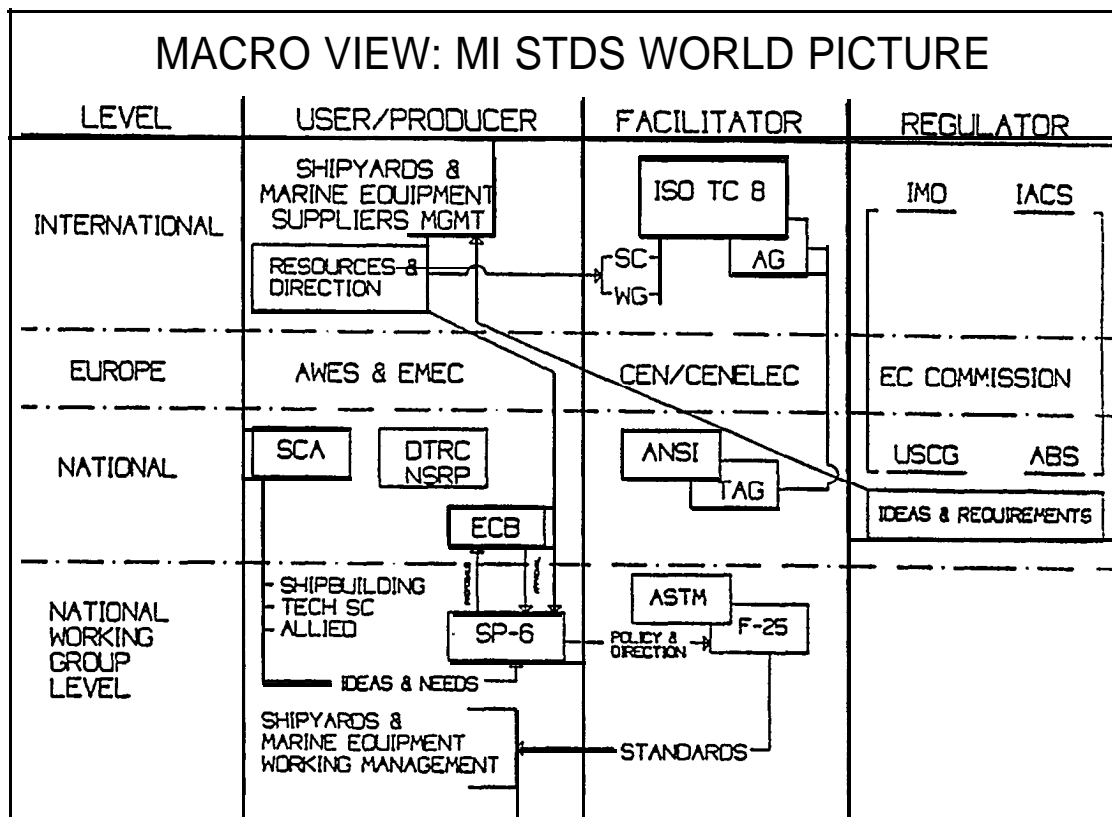 MACRO VIEW: MI STDS WORLD PICTURE
LEVEL
USER/PRODUCER
FACILITATOR
REGULATOR
INTERNATIONAL
SHIPYARDS &
MARINE EQUIPMENT
SUPPLIERS MGMT
RESOURCES &
DIRECTION
ISO TC 8
AG
SC
WG
IMO
IACS
EUROPE
AWES & EMEC
CEN/CENELEC
EC COMMISSION
NATIONAL
SCA
DTRC
NSRP
ECB
ANSI
TAG
USCG
ABS
IDEAS & REQUIREMENTS
NATIONAL
WORKING
GROUP
LEVEL
SHIPBUILDING
TECH SC
ALLIED
SP-6
IDEAS & NEEDS
POLICY &
DIRECTION
ASTM
F-25
SHIPYARDS &
MARINE EQUIPMENT
WORKING MANAGEMENT
STANDARDS